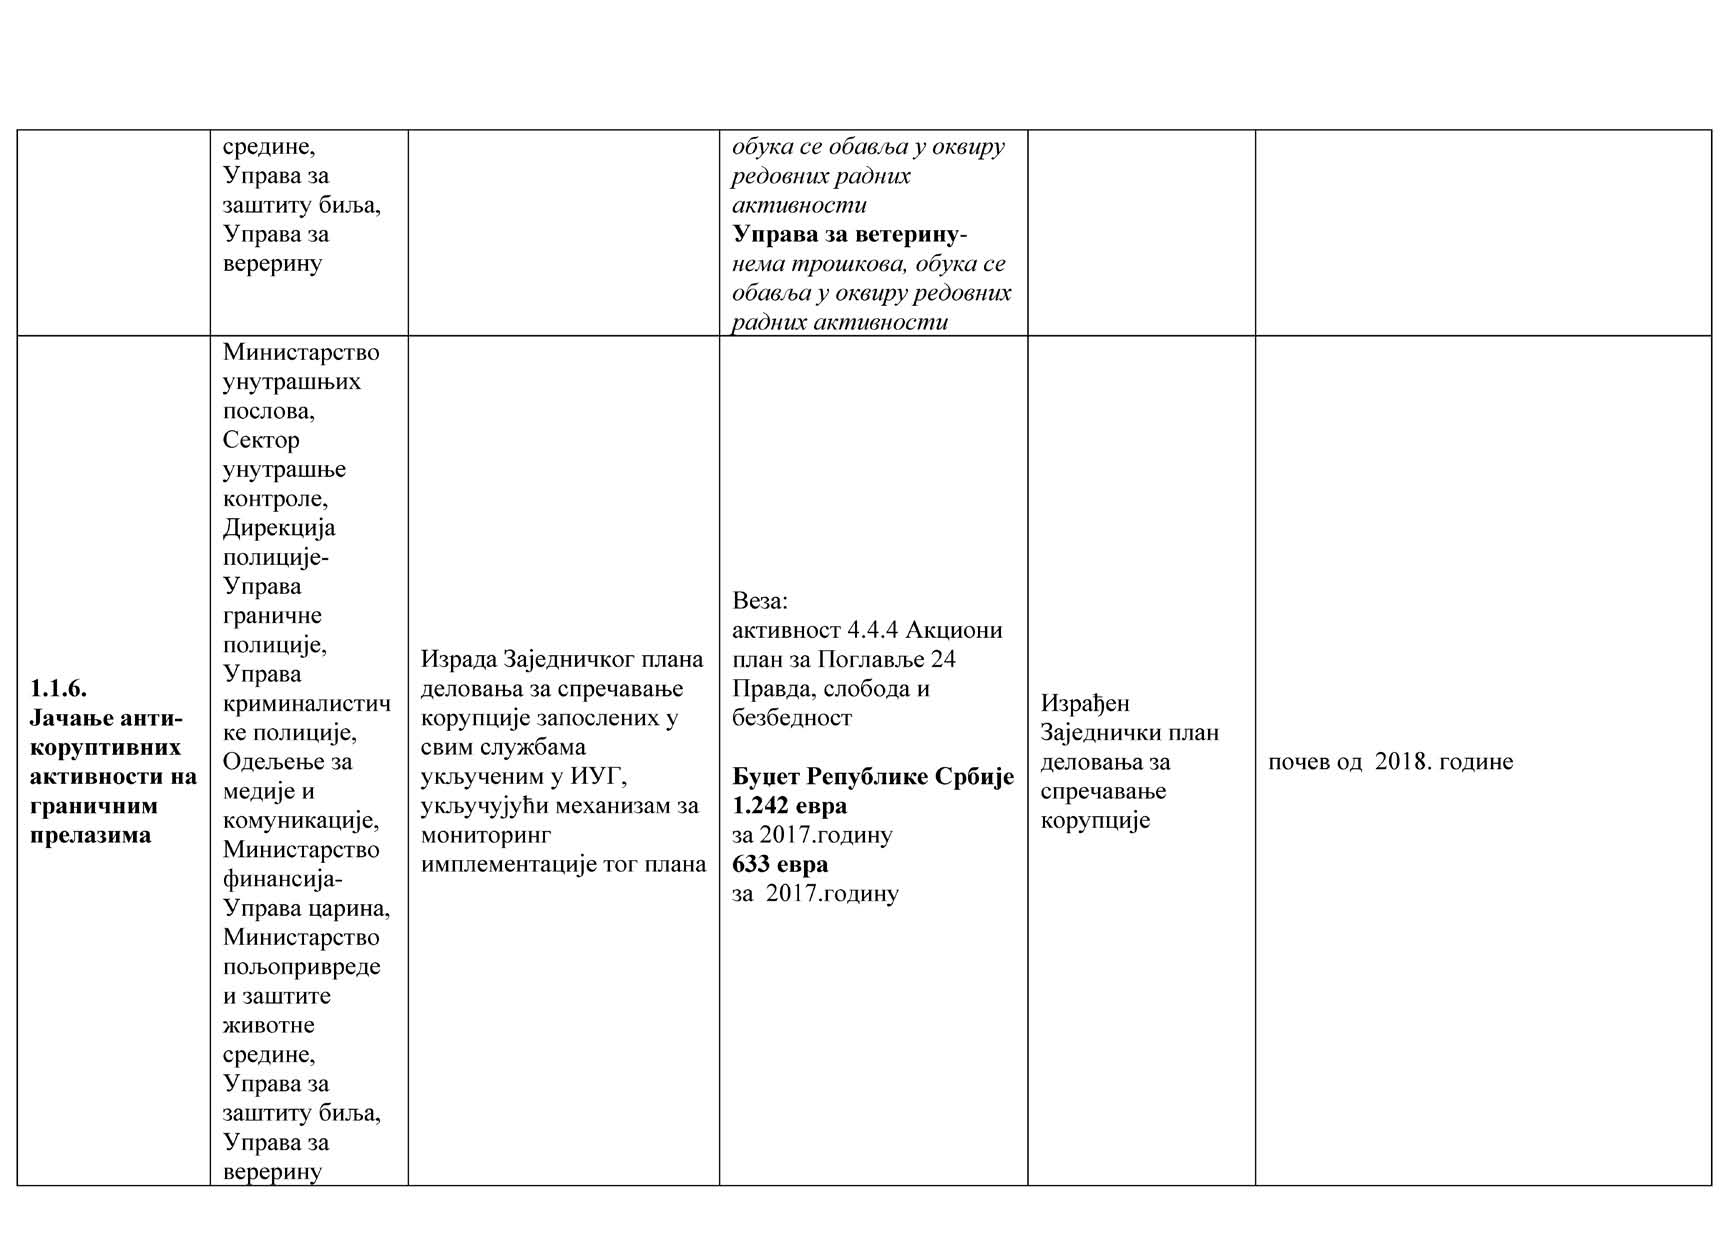 средине,
Управа за
заштиту биља,
Управа за
верерину
обука се обавља у оквиру
редовних радних
активности
Управа за ветерину-
нема трошкова, обука се
обавља у оквиру редовних
радних активности
1.1.6.
Јачање анти-
коруптивних
активности на
граничним
прелазима
Министарство
унутрашњих
послова,
Сектор
унутрашње
контроле,
Дирекција
полиције-
Управа
граничне
полиције,
Управа
криминалистич
ке полиције,
Одељење за
медије и
комуникације,
Министарство
финансија-
Управа царина,
Министарство
пољопривреде
и заштите
животне
средине,
Управа за
заштиту биља,
Управа за
верерину
Израда Заједничког плана
деловања за спречавање
корупције запослених у
свим службама
укљученим у ИУГ,
укључујући механизам за
мониторинг
имплементације тог плана
Веза:
активност 4.4.4 Акциони
план за Поглавље 24
Правда, слобода и
безбедност
Буџет Републике Србије
1.242 евра
за 2017.годину
633 евра
за  2017.годину
Израђен
Заједнички план
деловања за
спречавање
корупције
почев од  2018. године